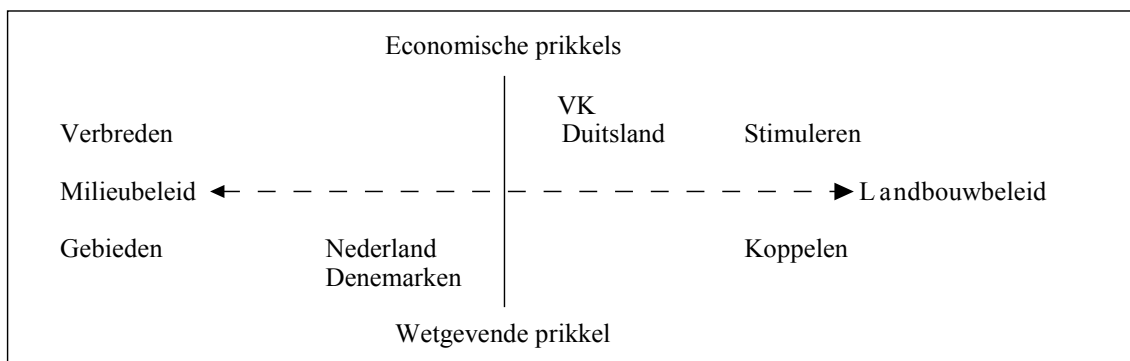 Economische prikkels
VK
Verbreden Duitsland Stimuleren
Milieubeleid Landbouwbeleid
Gebieden Nederland Koppelen
Denemarken
Wetgevende prikkel